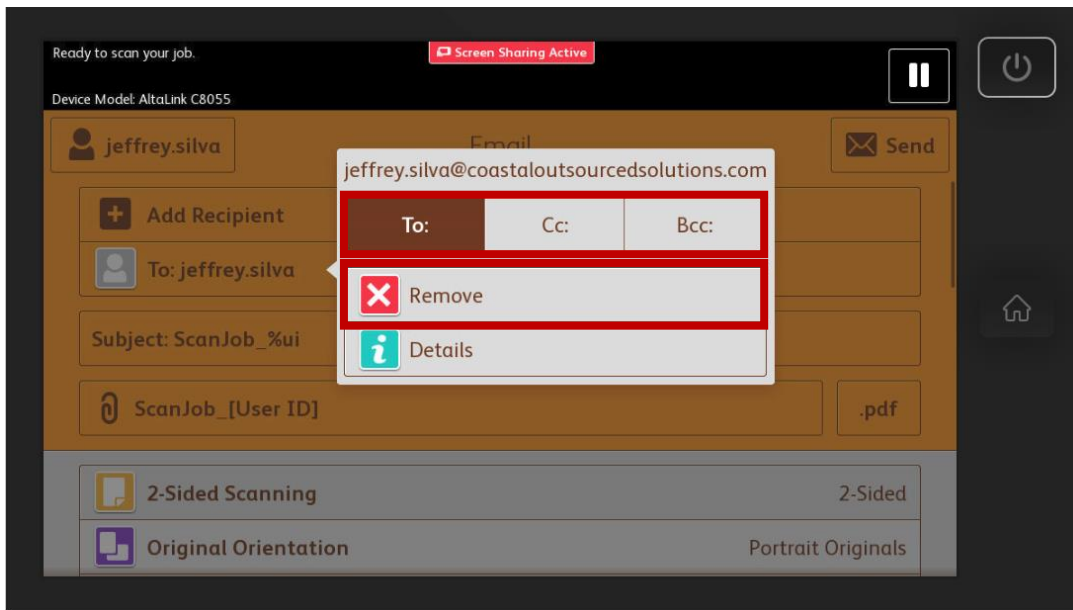 Ready to scan your job.
Screen Sharing Active
Device Model: AltaLink C8055
jeffrey.silva
Email
Send
jeffrey.silva@coastaloutsourcedsolutions.com
Add Recipient
To:
Cc:
Bcc:
To: jeffrey.silva
Remove
Subject: ScanJob_%ui
Details
ScanJob_[User ID]
.pdf
2-Sided Scanning
2-Sided
Original Orientation
Portrait Originals